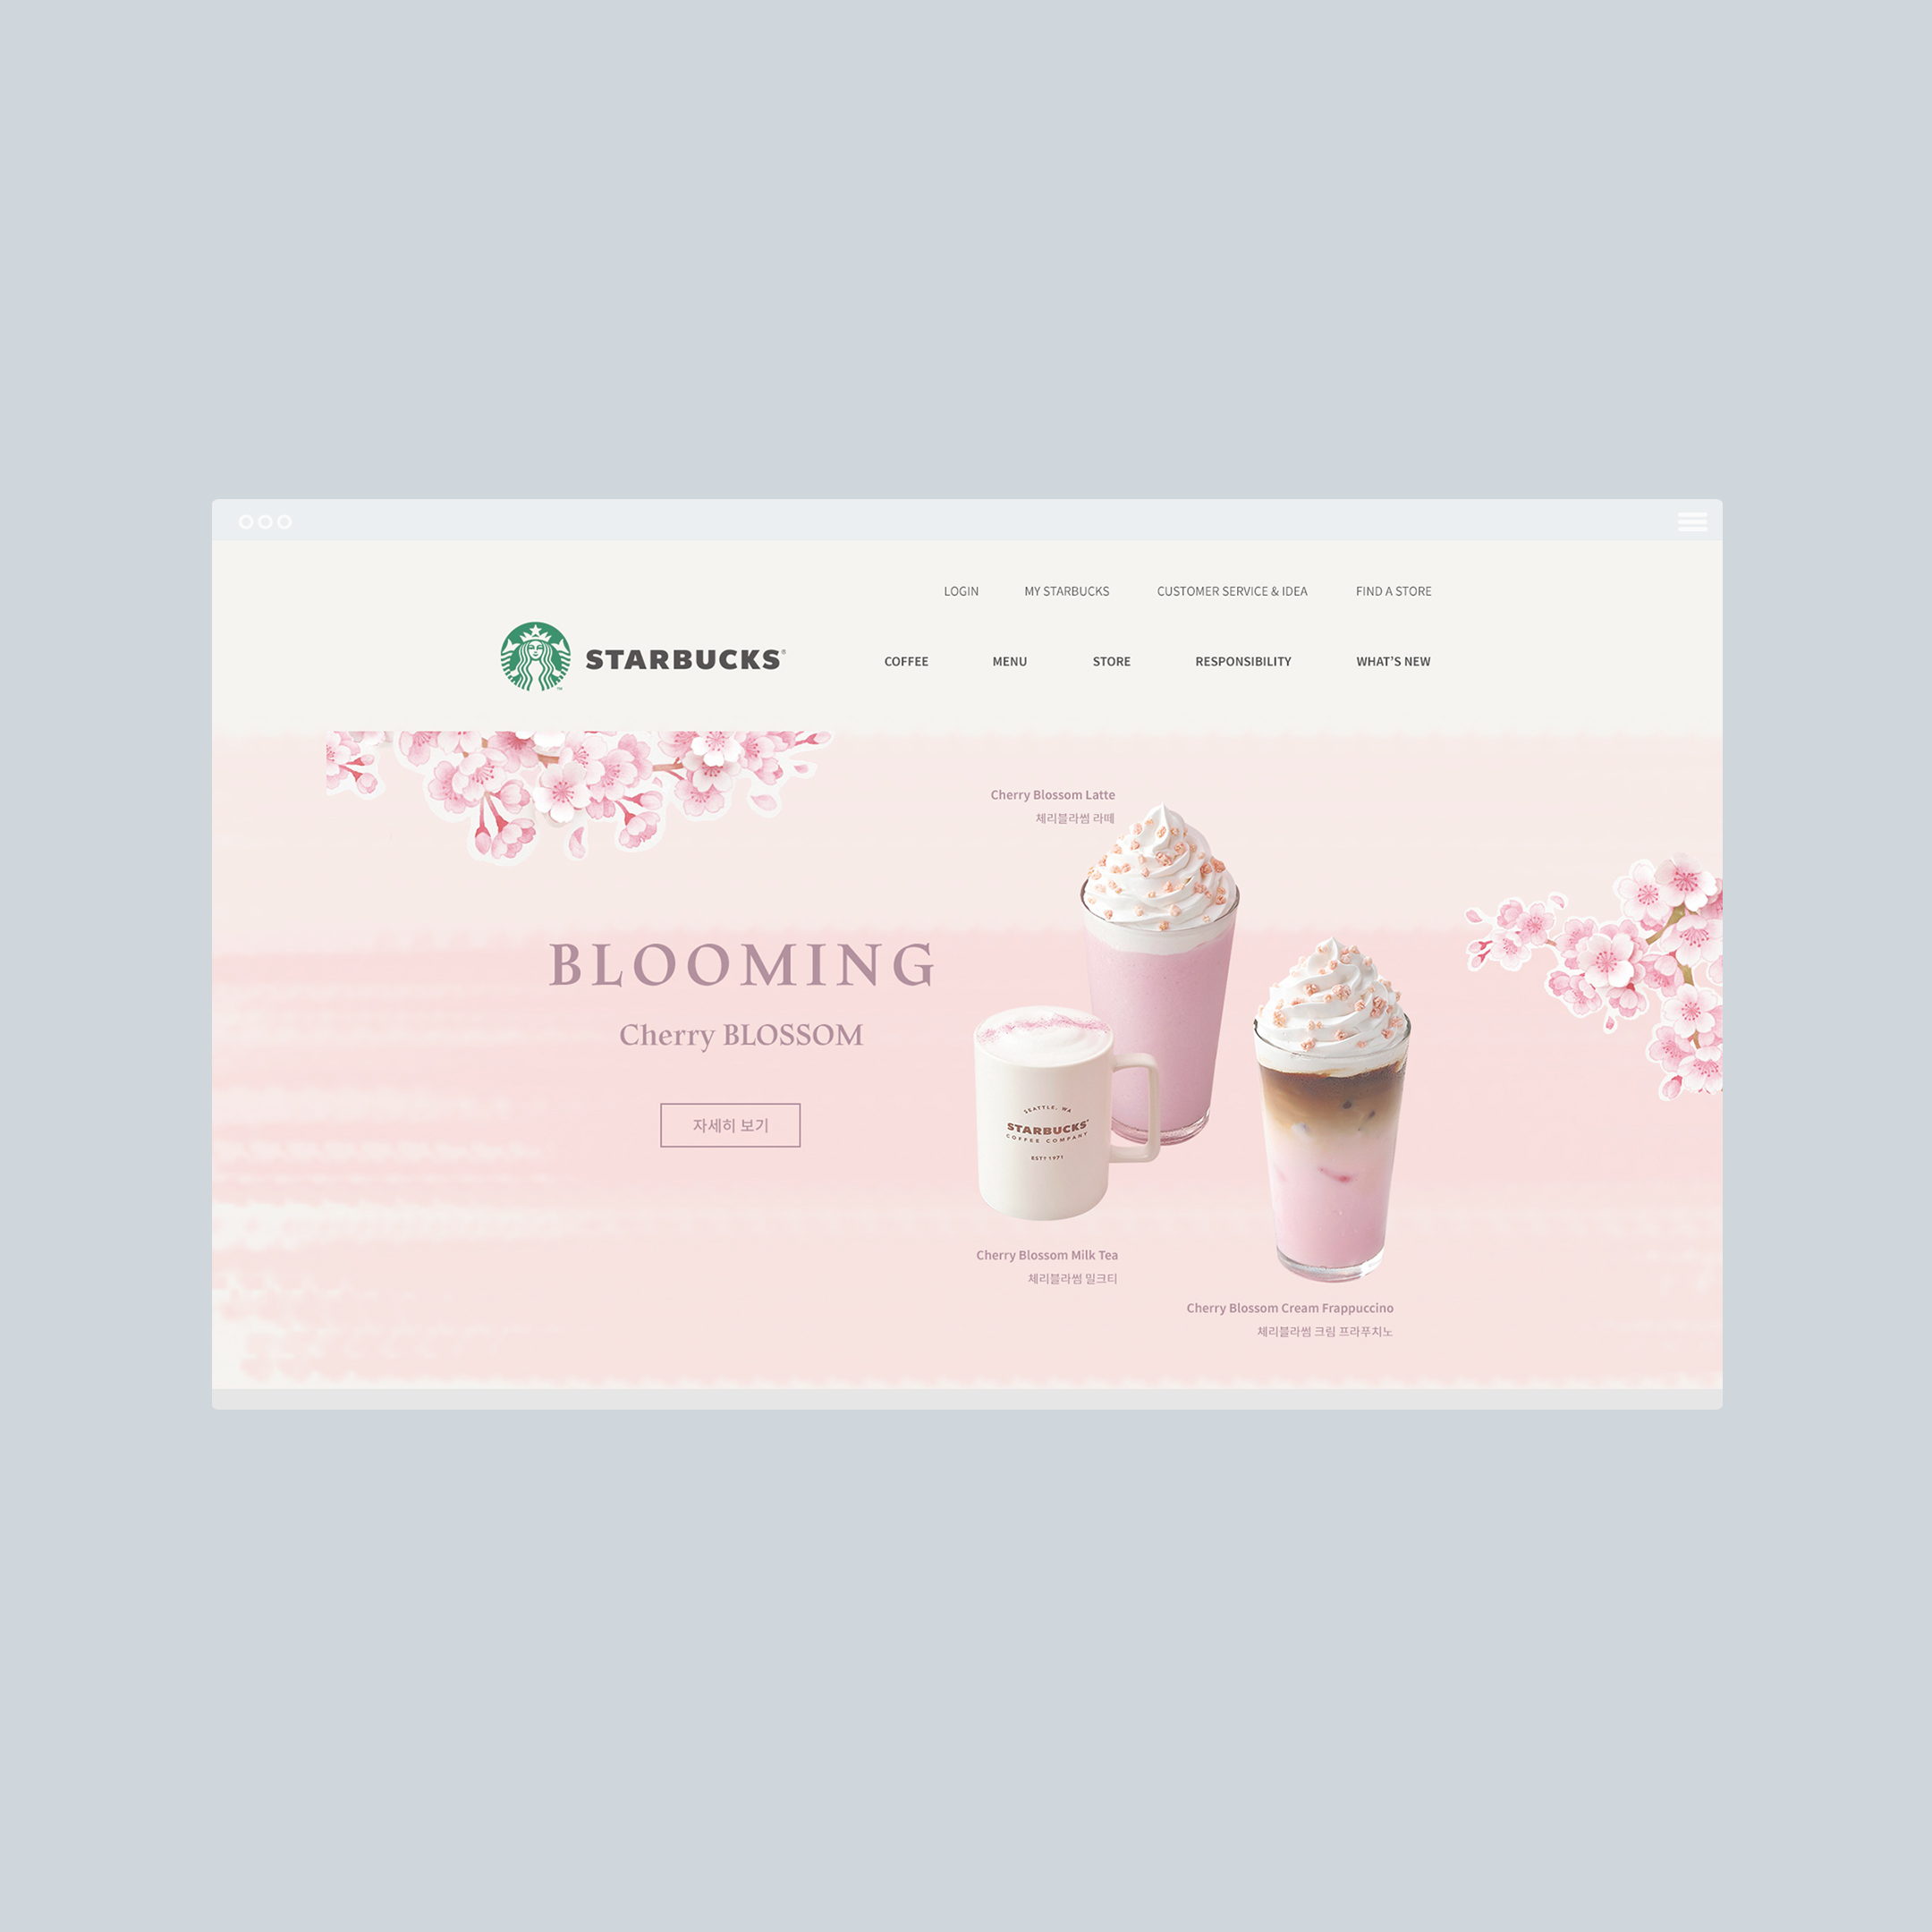 LOGIN MY STARBUCKS CUSTOMER SERVICE & IDEA FIND A STORE
STARBUCKS®
COFFEE MENU STORE RESPONSIBILITY WHAT'S NEW
Cherry Blossom Latte
체리블라썸 라떼
BLOOMING
Cherry BLOSSOM
자세히 보기
SEATTLE, WA
STARBUCKS®
COFFEE COMPANY
ESTD 1971
Cherry Blossom Milk Tea
체리블라썸 밀크티
Cherry Blossom Cream Frappuccino
체리블라썸 크림 프라푸치노